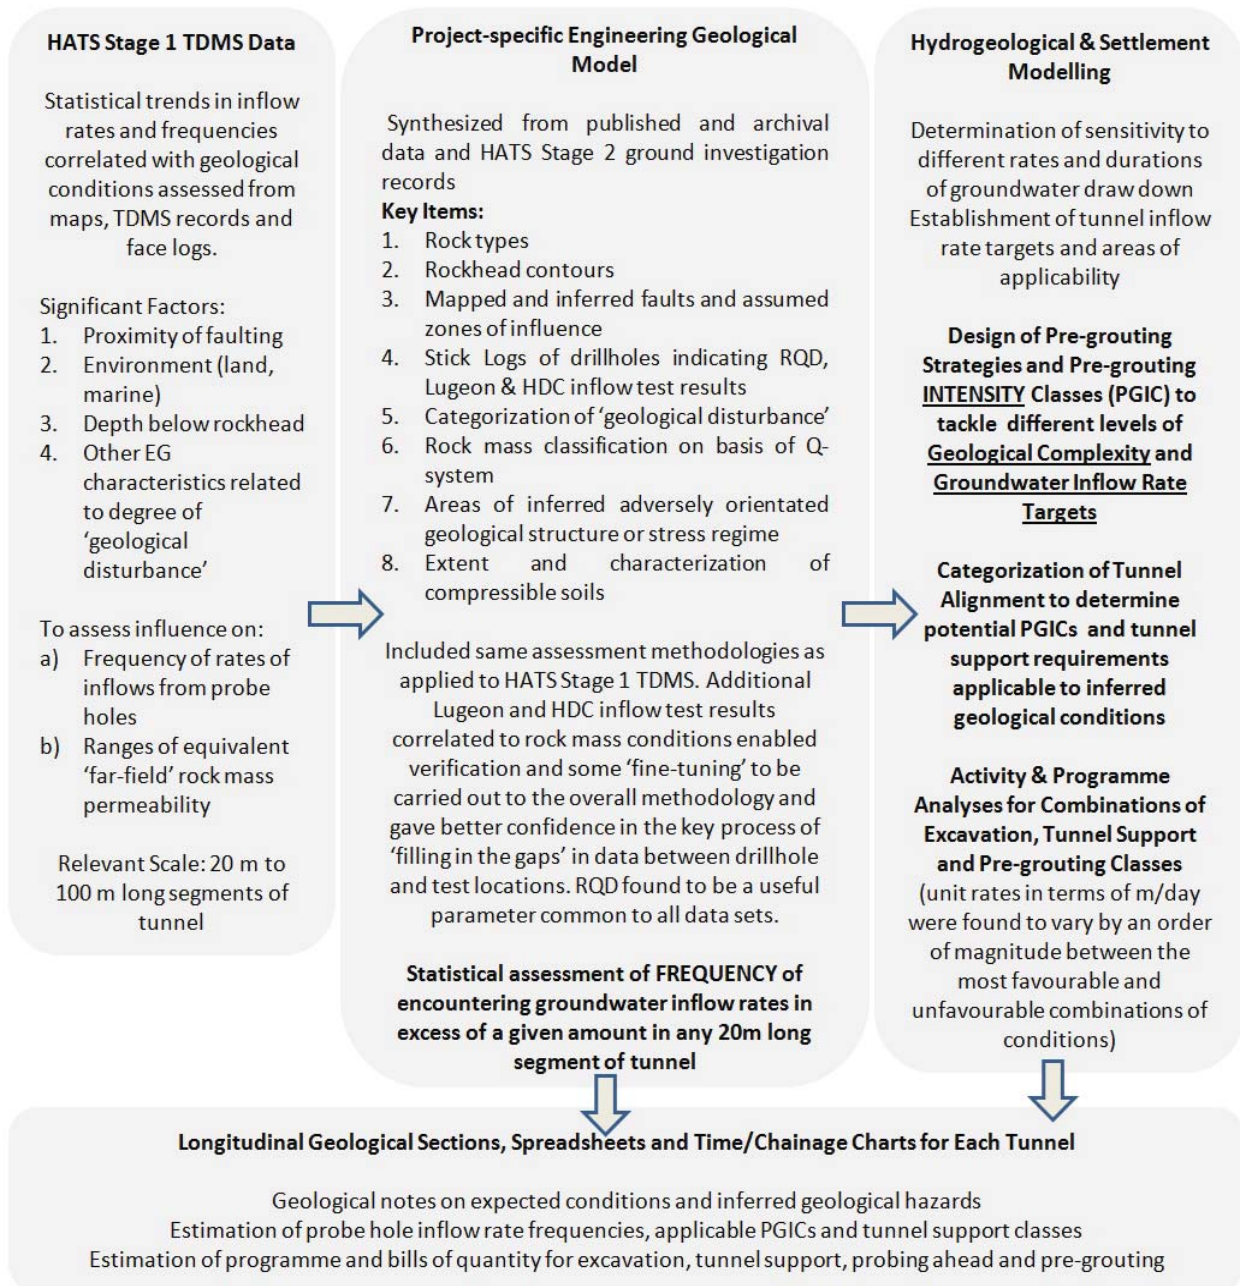 HATS Stage 1 TDMS Data
Statistical trends in inflow
rates and frequencies
correlated with geological
conditions assessed from
maps, TDMS records and
face logs.
Significant Factors:
1. Proximity of faulting
2. Environment (land,
marine)
3. Depth below rockhead
4. Other EG
characteristics related
to degree of
‘geological
disturbance’
To assess influence on:
a) Frequency of rates of
inflows from probe
holes
b) Ranges of equivalent
‘far-field’ rock mass
permeability
Relevant Scale: 20 m to
100 m long segments of
tunnel
Project-specific Engineering Geological
Model
Synthesized from published and archival
data and HATS Stage 2 ground investigation
records
Key Items:
1. Rock types
2. Rockhead contours
3. Mapped and inferred faults and assumed
zones of influence
4. Stick Logs of drillholes indicating RQD,
Lugeon & HDC inflow test results
5. Categorization of ‘geological disturbance’
6. Rock mass classification on basis of Q-
system
7. Areas of inferred adversely orientated
geological structure or stress regime
8. Extent and characterization of
compressible soils
Included same assessment methodologies as
applied to HATS Stage 1 TDMS. Additional
Lugeon and HDC inflow test results
correlated to rock mass conditions enabled
verification and some ‘fine-tuning’ to be
carried out to the overall methodology and
gave better confidence in the key process of
‘filling in the gaps’ in data between drillhole
and test locations. RQD found to be a useful
parameter common to all data sets.
Statistical assessment of FREQUENCY of
encountering groundwater inflow rates in
excess of a given amount in any 20m long
segment of tunnel
Hydrogeological & Settlement
Modelling
Determination of sensitivity to
different rates and durations
of groundwater draw down
Establishment of tunnel inflow
rate targets and areas of
applicability
Design of Pre-grouting
Strategies and Pre-grouting
INTENSITY Classes (PGIC) to
tackle different levels of
Geological Complexity and
Groundwater Inflow Rate
Targets
Categorization of Tunnel
Alignment to determine
potential PGICs and tunnel
support requirements
applicable to inferred
geological conditions
Activity & Programme
Analyses for Combinations of
Excavation, Tunnel Support
and Pre-grouting Classes
(unit rates in terms of m/day
were found to vary by an order
of magnitude between the
most favourable and
unfavourable combinations of
conditions)
Longitudinal Geological Sections, Spreadsheets and Time/Chainage Charts for Each Tunnel
Geological notes on expected conditions and inferred geological hazards
Estimation of probe hole inflow rate frequencies, applicable PGICs and tunnel support classes
Estimation of programme and bills of quantity for excavation, tunnel support, probing ahead and pre-grouting